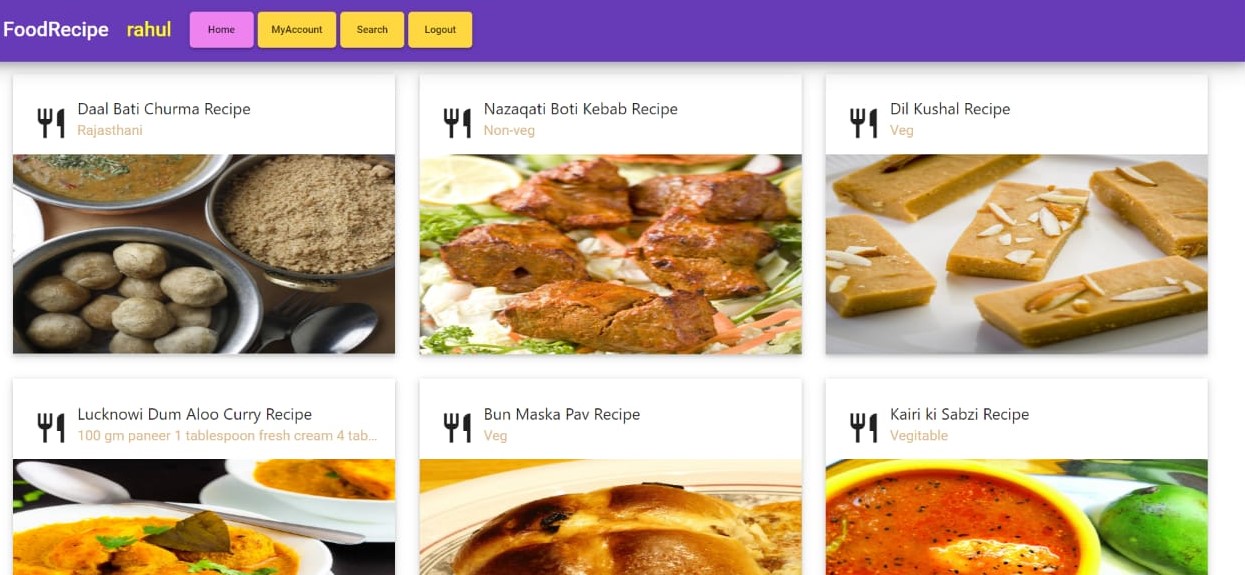 FoodRecipe rahul Home MyAccount Search Logout
Daal Bati Churma Recipe
Rajasthani
Nazaqati Boti Kebab Recipe
Non-veg
Dil Kushal Recipe
Veg
Lucknowi Dum Aloo Curry Recipe
100 gm paneer 1 tablespoon fresh cream 4 tab...
Bun Maska Pav Recipe
Veg
Kairi ki Sabzi Recipe
Vegitable